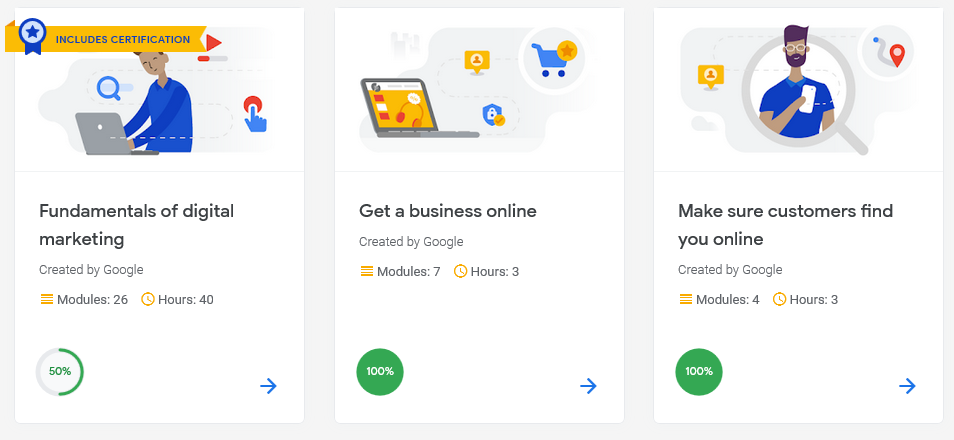 INCLUDES CERTIFICATION
Fundamentals of digital
marketing
Created by Google
Modules: 26 Hours: 40
50%
Get a business online
Created by Google
Modules: 7 Hours: 3
100%
Make sure customers find
you online
Created by Google
Modules: 4 Hours: 3
100%